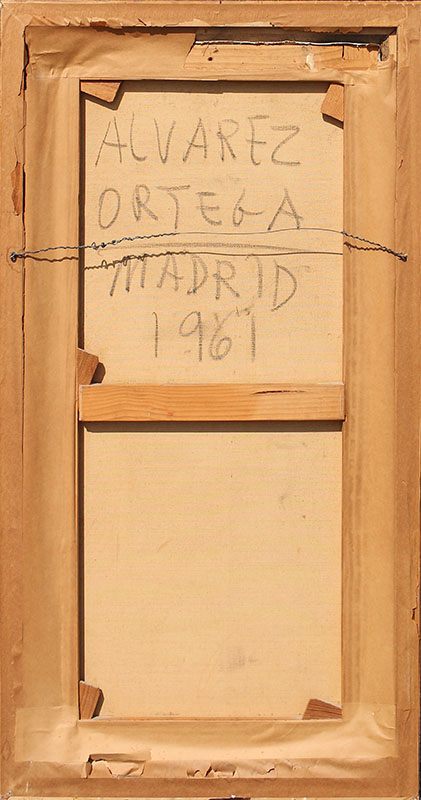 ALVAREZ
ORTEGA
MADRID
1961